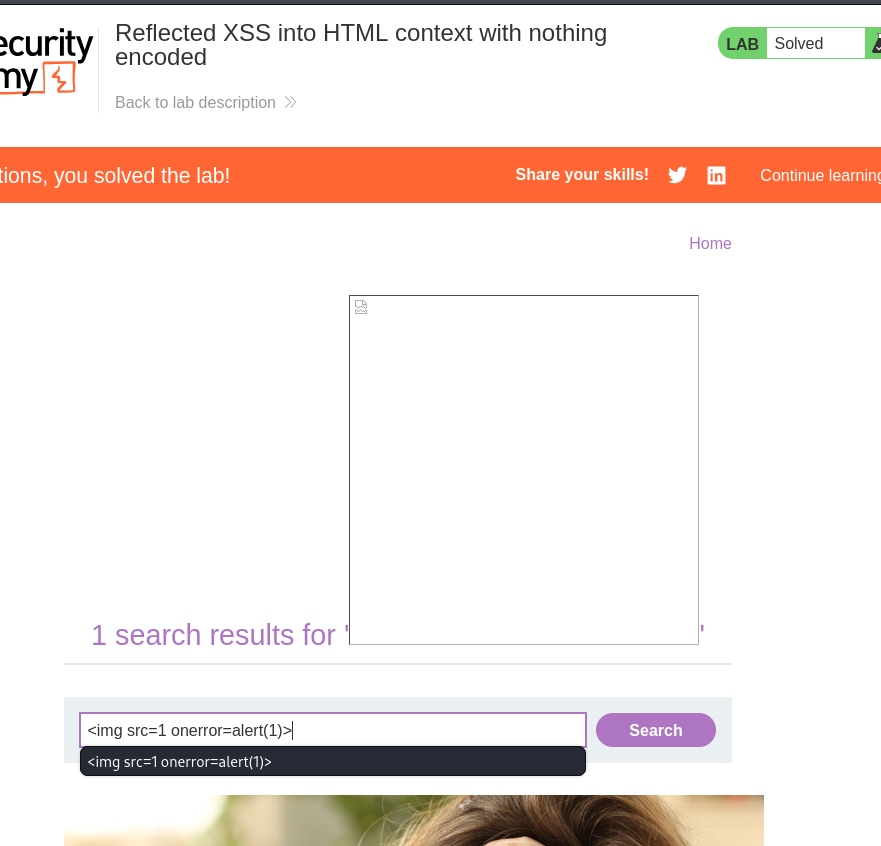 ecurity
my
Reflected XSS into HTML context with nothing
encoded
LAB Solved
Back to lab description
tions, you solved the lab!
Share your skills!
Continue learning
Home
1 search results for '
'
<img src=1 onerror=alert(1)>
Search
<img src=1 onerror=alert(1)>